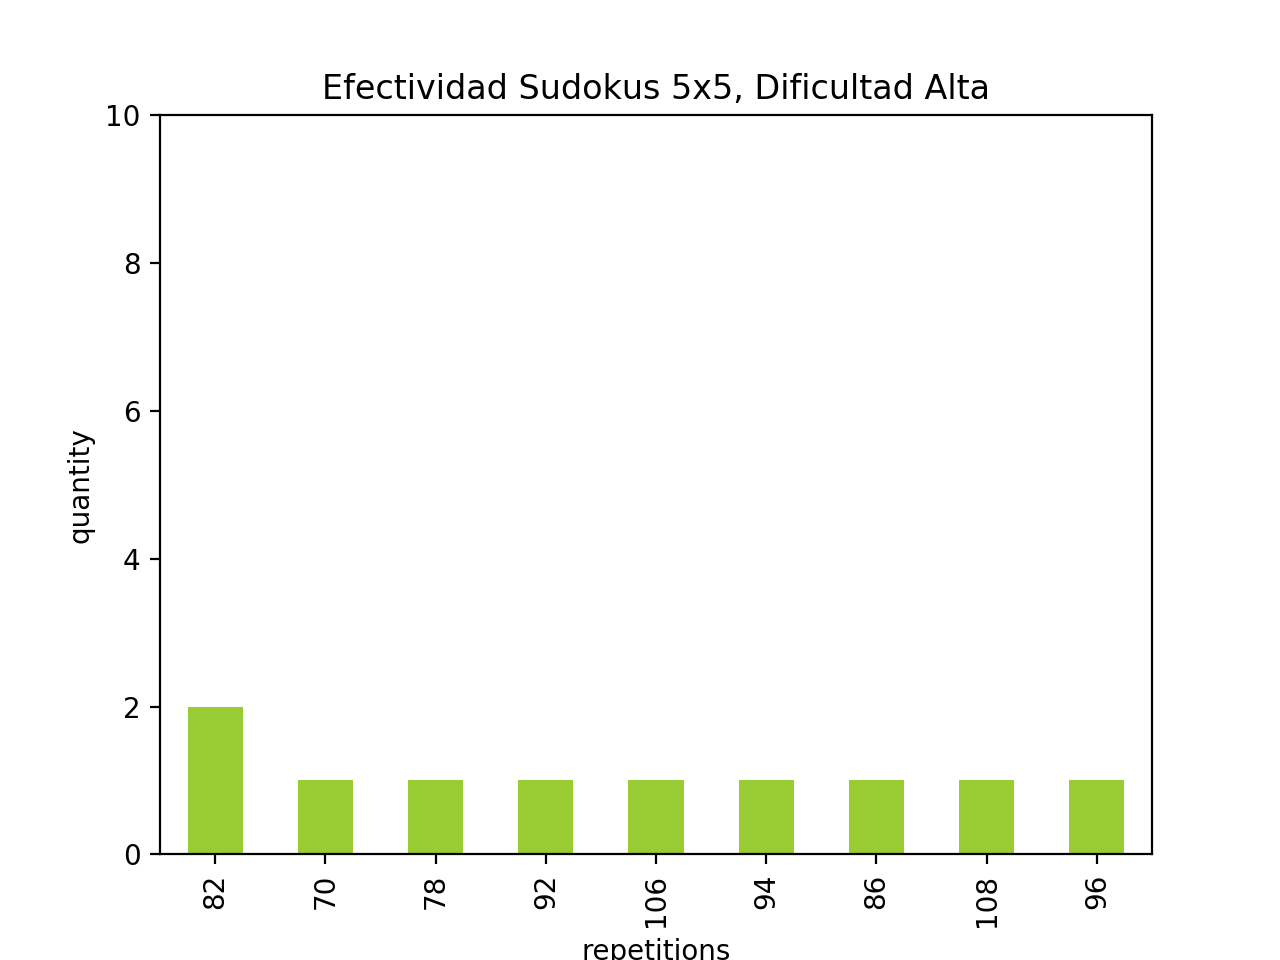 Efectividad Sudokus 5x5, Dificultad Alta
10
8
6
4
2
0
quantity
82 70 78 92 106 94 86 108 96
repetitions